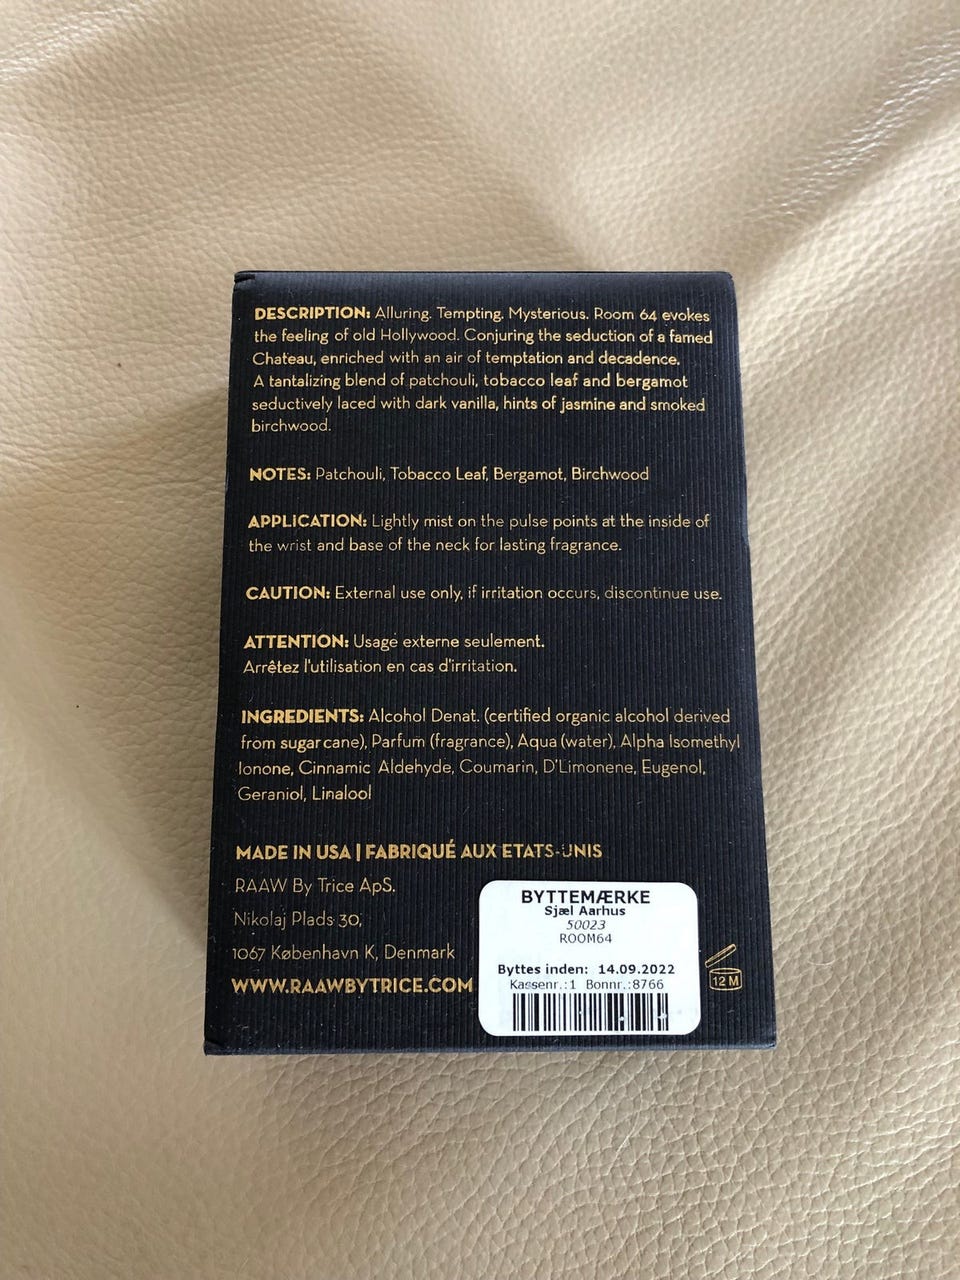 DESCRIPTION: Alluring. Tempting. Mysterious. Room 64 evokes
the feeling of old Hollywood. Conjuring the seduction of a famed
Chateau, enriched with an air of temptation and decadence.
A tantalizing blend of patchouli, tobacco leaf and bergamot
seductively laced with dark vanilla, hints of jasmine and smoked
birchwood.
NOTES: Patchouli, Tobacco Leaf, Bergamot, Birchwood
APPLICATION: Lightly mist on the pulse points at the inside of
the wrist and base of the neck for lasting fragrance.
CAUTION: External use only, if irritation occurs, discontinue use.
ATTENTION: Usage externe seulement.
Arrêtez l'utilisation en cas d'irritation.
INGREDIENTS: Alcohol Denat. (certified organic alcohol derived
from sugar cane), Parfum (fragrance), Aqua (water), Alpha Isomethyl
Ionone, Cinnamic Aldehyde, Coumarin, D'Limonene, Eugenol,
Geraniol, Linalool
MADE IN USA | FABRIQUÉ AUX ETATS-UNIS
RAAW By Trice ApS.
Nikolaj Plads 30,
1067 København K, Denmark
WWW.RAAWBYTRICE.COM
BYTTEMÆRKE
Sjæl Aarhus
50023
ROOM64
Byttes inden: 14.09.2022
Kassenr.:1 Bonnr.:8766
12 M